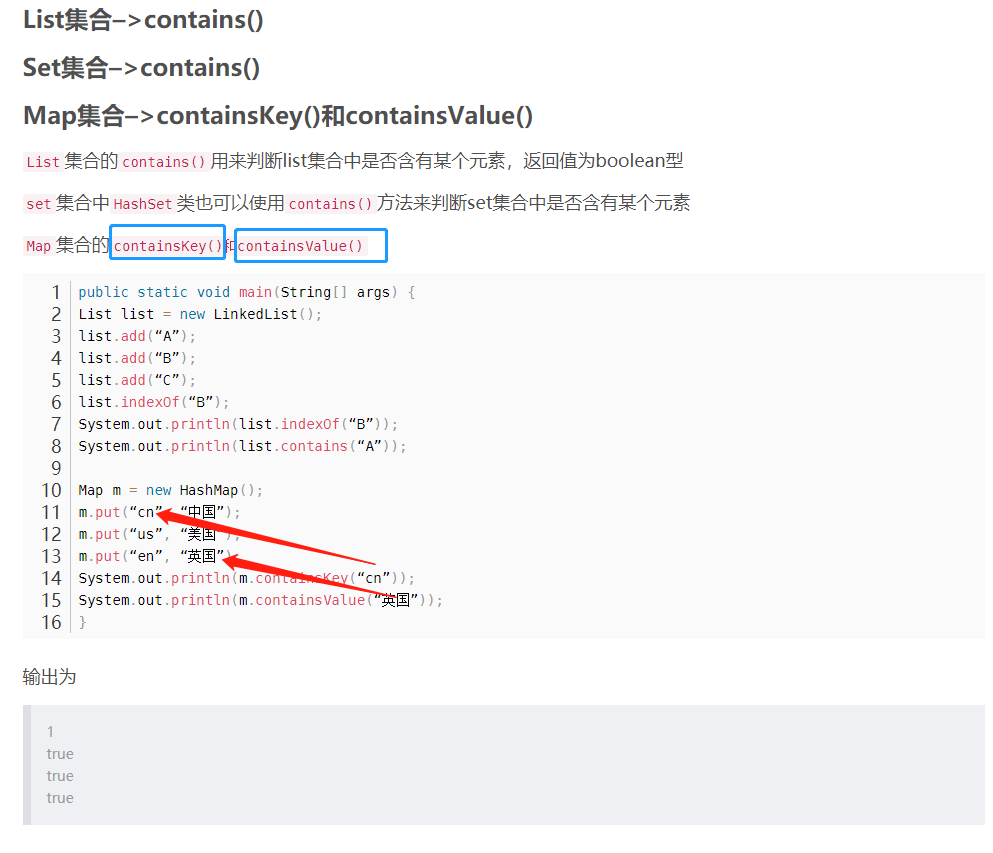 List集合–>contains()
Set集合–>contains()
Map集合–>containsKey()和containsValue()
List 集合的 contains() 用来判断list集合中是否含有某个元素，返回值为boolean型
set 集合中 HashSet 类也可以使用 contains() 方法来判断set集合中是否含有某个元素
Map 集合的 containsKey() 和 containsValue()
1 public static void main(String[] args) {
2 List list = new LinkedList();
3 list.add(“A”);
4 list.add(“B”);
5 list.add(“C”);
6 list.indexOf(“B”);
7 System.out.println(list.indexOf(“B”));
8 System.out.println(list.contains(“A”));
9
10 Map m = new HashMap();
11 m.put(“cn”, “中国”);
12 m.put(“us”, “美国”);
13 m.put(“en”, “英国”);
14 System.out.println(m.containsKey(“cn”));
15 System.out.println(m.containsValue(“英国”));
16 }
输出为
1
true
true
true